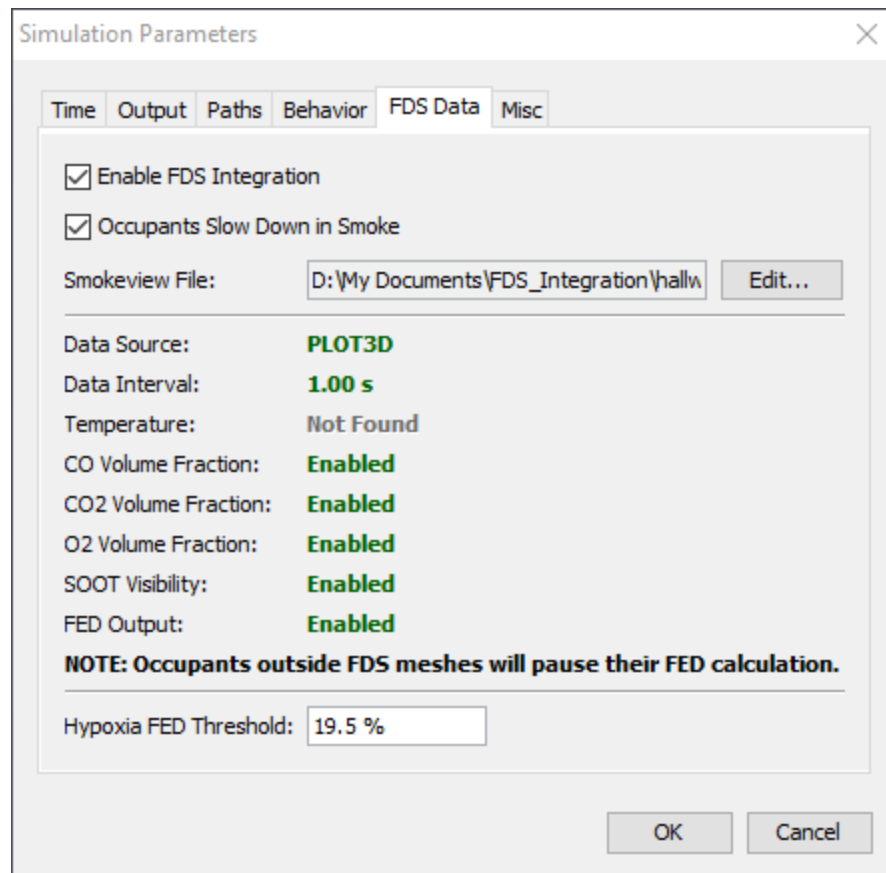 Simulation Parameters
Time Output Paths Behavior FDS Data Misc
Enable FDS Integration
Occupants Slow Down in Smoke
Smokeview File: D:\My Documents\FDS_Integration\hallw Edit...
Data Source: PLOT3D
Data Interval: 1.00 s
Temperature: Not Found
CO Volume Fraction: Enabled
CO2 Volume Fraction: Enabled
O2 Volume Fraction: Enabled
SOOT Visibility: Enabled
FED Output: Enabled
NOTE: Occupants outside FDS meshes will pause their FED calculation.
Hypoxia FED Threshold: 19.5 %
OK Cancel